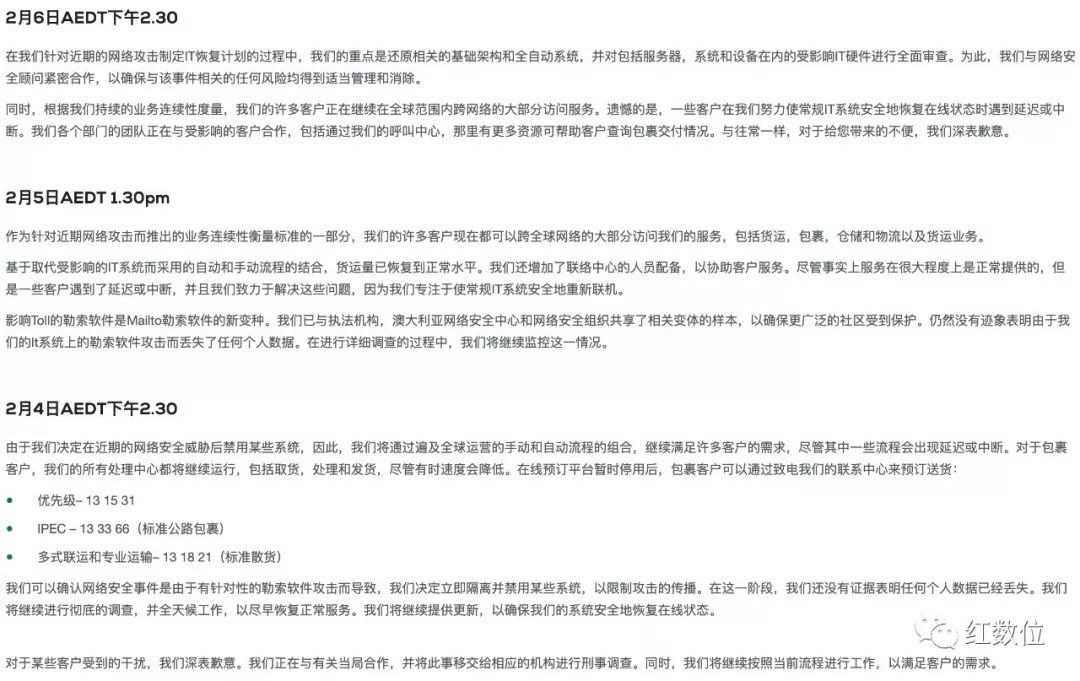 2月6日AEDT下午2.30
在我们针对近期的网络攻击制定IT恢复计划的过程中，我们的重点是还原相关的基础架构和全自动系统，并对包括服务器，系统和设备在内的受影响IT硬件进行全面审查。为此，我们与网络安
全顾问紧密合作，以确保与该事件相关的任何风险均得到适当管理和消除。
同时，根据我们持续的业务连续性度量，我们的许多客户正在继续在全球范围内跨网络的大部分访问服务。遗憾的是，一些客户在我们努力使常规IT系统安全地恢复在线状态时遇到延迟或中
断。我们各个部门的团队正在与受影响的客户合作，包括通过我们的呼叫中心，那里有更多资源可帮助客户查询包裹交付情况。与往常一样，对于给您带来的不便，我们深表歉意。
2月5日AEDT 1.30pm
作为针对近期网络攻击而推出的业务连续性衡量标准的一部分，我们的许多客户现在都可以跨全球网络的大部分访问我们的服务，包括货运，包裹，仓储和物流以及货运业务。
基于取代受影响的IT系统而采用的自动和手动流程的结合，货运量已恢复到正常水平。我们还增加了联络中心的人员配备，以协助客户服务。尽管事实上服务在很大程度上是正常提供的，但
是一些客户遇到了延迟或中断，并且我们致力于解决这些问题，因为我们专注于使常规IT系统安全地重新联机。
影响Toll的勒索软件是Mailto勒索软件的新变种。我们已与执法机构，澳大利亚网络安全中心和网络安全组织共享了相关变体的样本，以确保更广泛的社区受到保护。仍然没有迹象表明由于我
们的It系统上的勒索软件攻击而丢失了任何个人数据。在进行详细调查的过程中，我们将继续监控这一情况。
2月4日AEDT下午2.30
由于我们决定在近期的网络安全威胁后禁用某些系统，因此，我们将通过遍及全球运营的手动和自动流程的组合，继续满足许多客户的需求，尽管其中一些流程会出现延迟或中断。对于包裹
客户，我们的所有处理中心都将继续运行，包括取货，处理和发货，尽管有时速度会降低。在线预订平台暂时停用后，包裹客户可以通过致电我们的联系中心来预订送货：
• 优先级– 13 15 31
• IPEC – 13 33 66（标准公路包裹）
• 多式联运和专业运输– 13 18 21（标准散货）
我们可以确认网络安全事件是由于有针对性的勒索软件攻击而导致，我们决定立即隔离并禁用某些系统，以限制攻击的传播。在这一阶段，我们还没有证据表明任何个人数据已经丢失。我们
将继续进行彻底的调查，并全天候工作，以尽早恢复正常服务。我们将继续提供更新，以确保我们的系统安全地恢复在线状态。
红数位
对于某些客户受到的干扰，我们深表歉意。我们正在与有关当局合作，并将此事移交给相应的机构进行刑事调查。同时，我们将继续按照当前流程进行工作，以满足客户的需求。